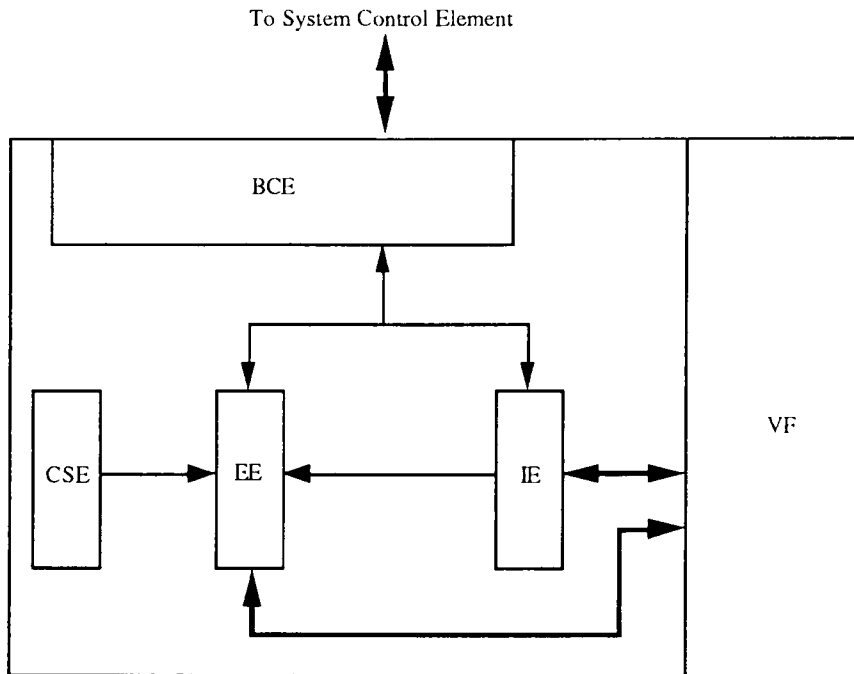 To System Control Element
BCE
VF
CSE
EE
IE